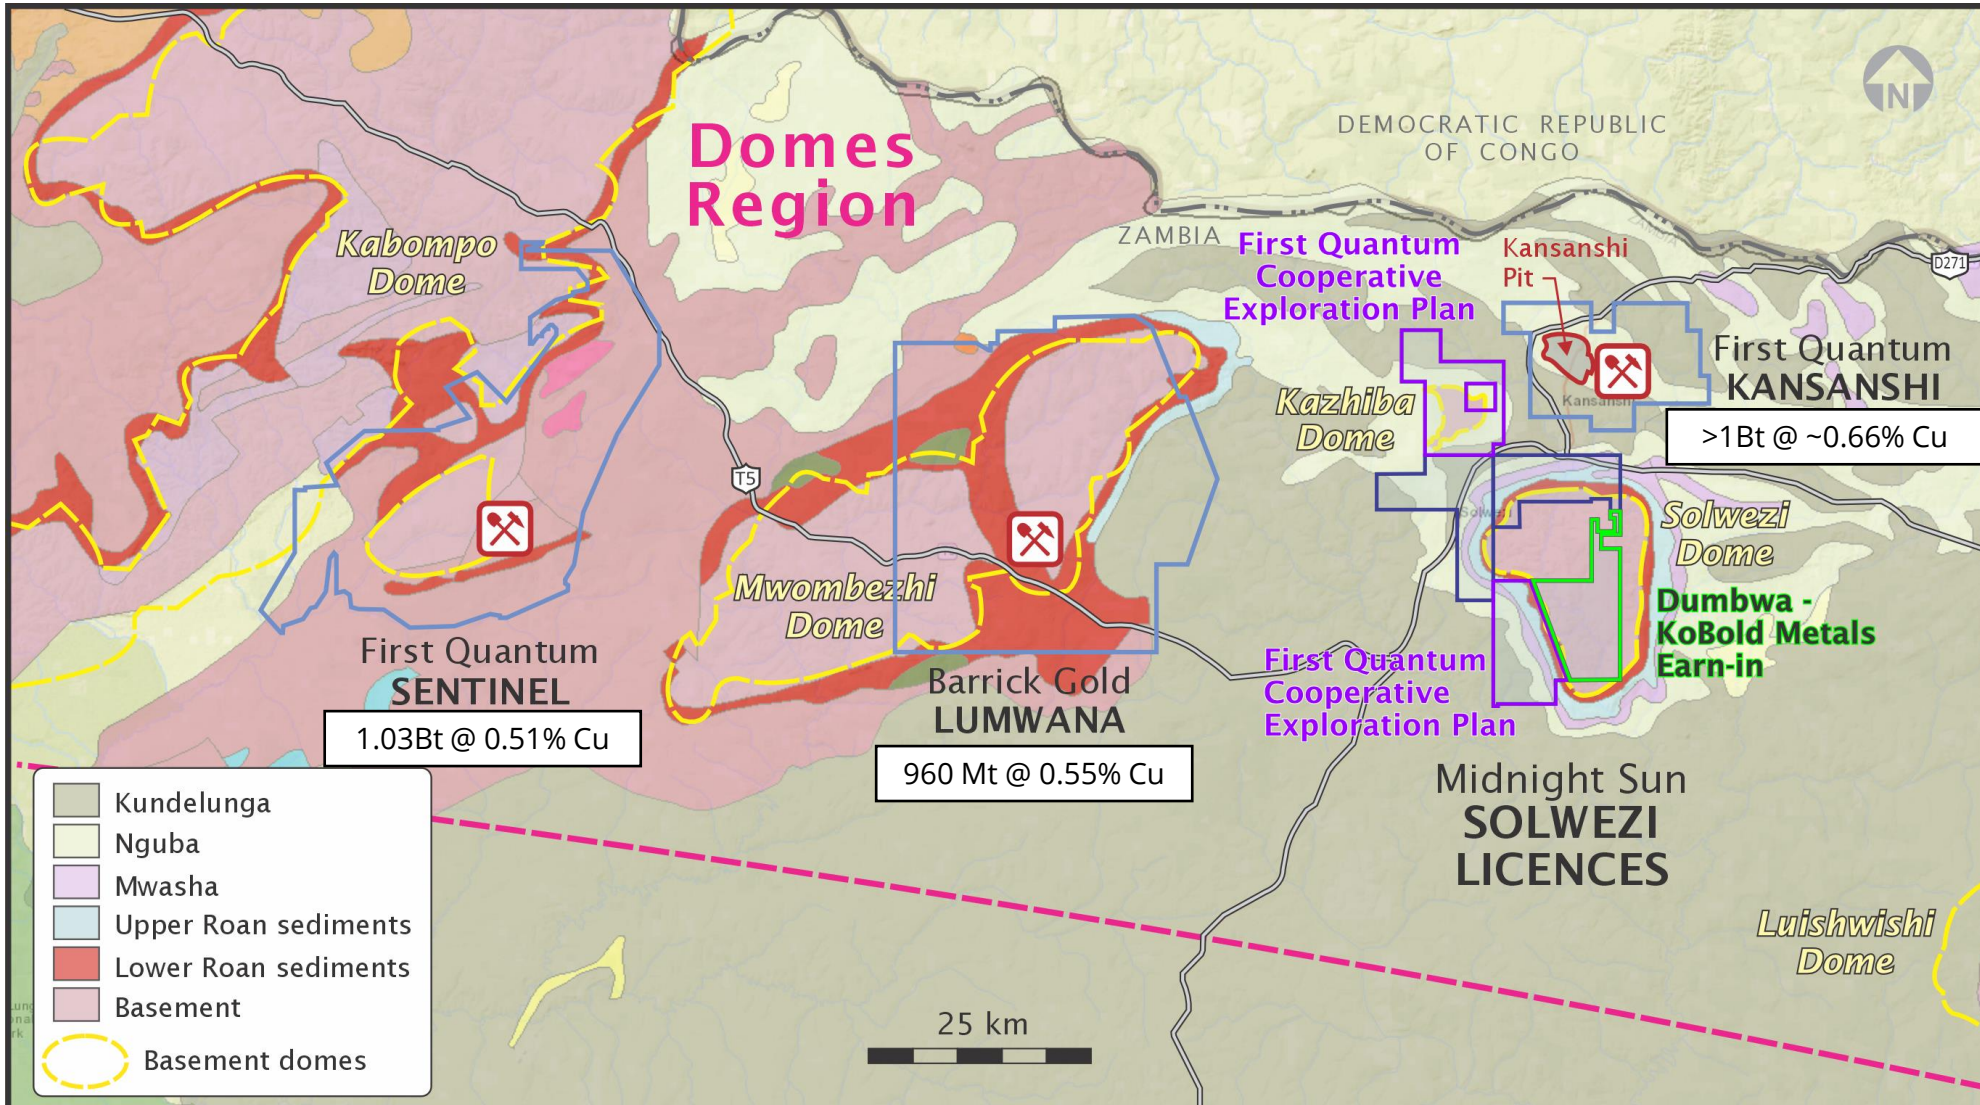 Domes
Region
DEMOCRATIC REPUBLIC
OF CONGO
N
ZAMBIA
ZAMBIA
Kabompo
Dome
First Quantum
Cooperative
Exploration Plan
Kansanshi
Pit
D271
First Quantum
KANSANSHI
>1Bt @ ~0.66% Cu
Kansanshi
Kazhiba
Dome
T5
Solwezi
Solwezi
Dome
Mwombezhi
Dome
Dumbwa -
KoBold Metals
Earn-in
First Quantum
SENTINEL
1.03Bt @ 0.51% Cu
Barrick Gold
LUMWANA
960 Mt @ 0.55% Cu
First Quantum
Cooperative
Exploration Plan
Midnight Sun
SOLWEZI
LICENCES
Luishwishi
Dome
Kundelunga
Nguba
Mwasha
Upper Roan sediments
Lower Roan sediments
Basement
Basement domes
25 km